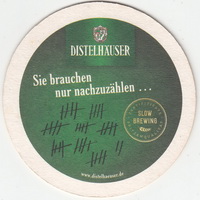 DISTELHÄUSER
Sie brauchen
nur nachzuzählen ...
SLOW
BREWING
www.distelhaeuser.de